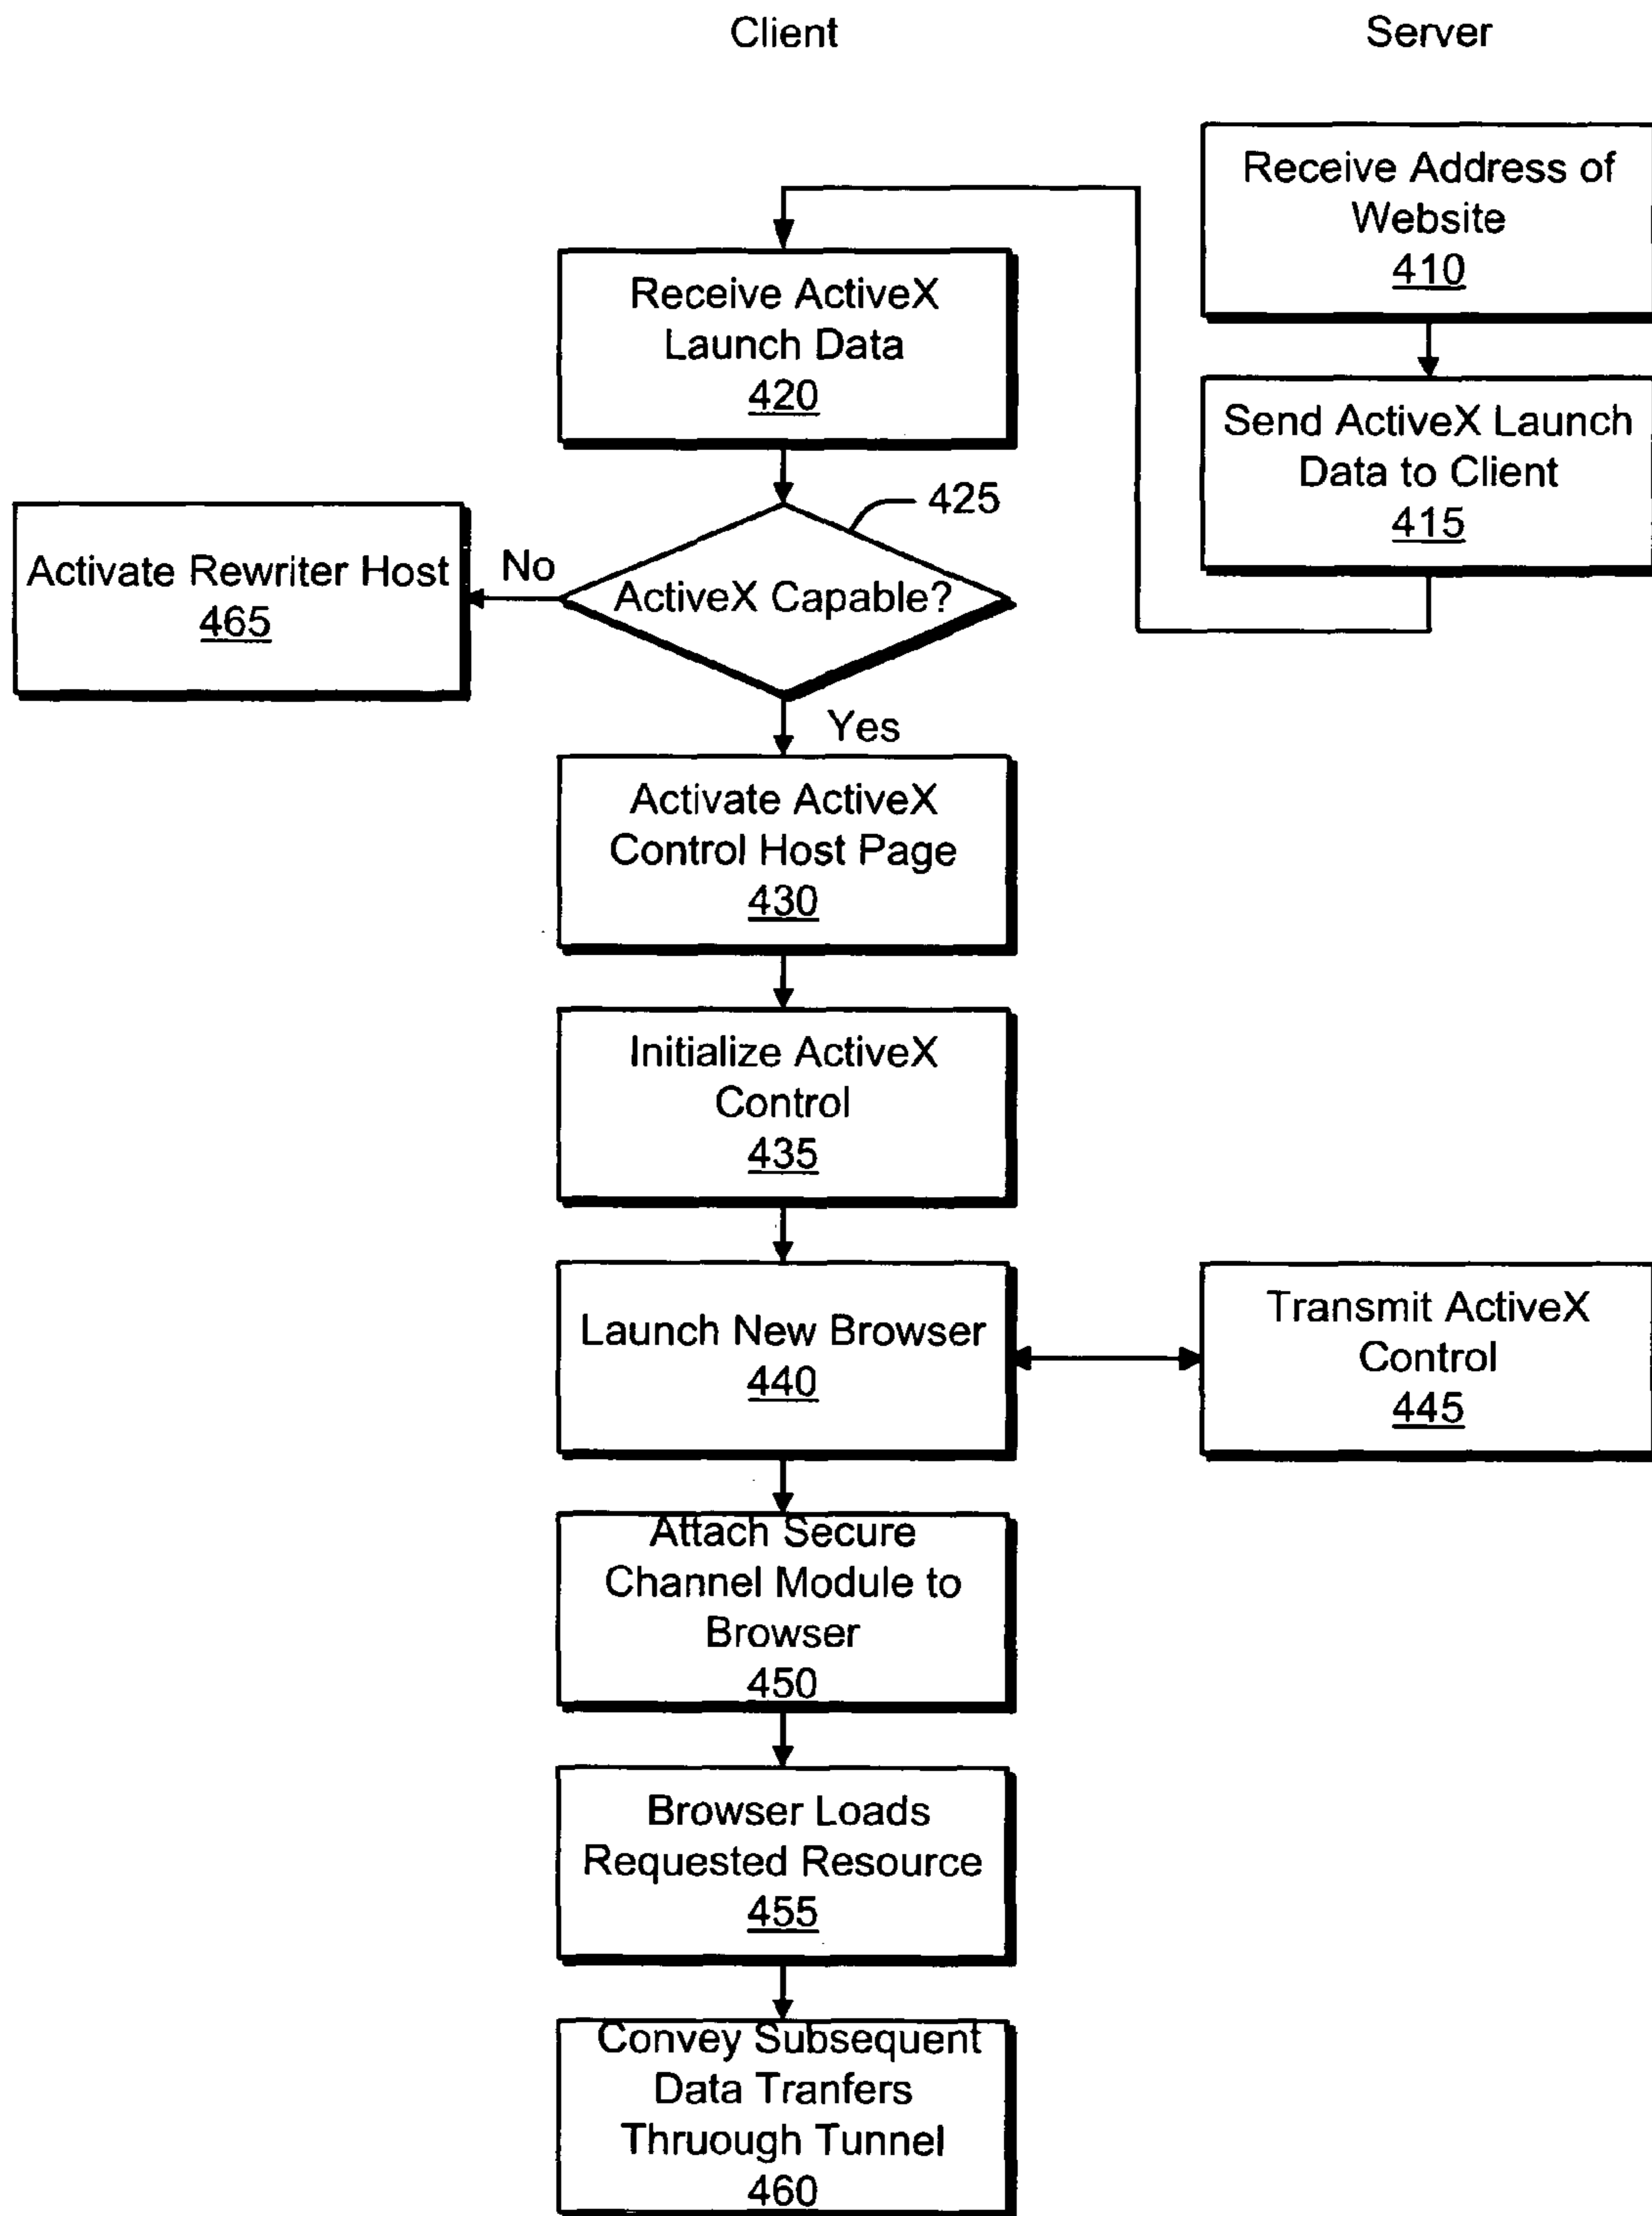 Client
Server
Receive Address of
Website
410
Send ActiveX Launch
Data to Client
415
Receive ActiveX
Launch Data
420
425
ActiveX Capable?
No
Activate Rewriter Host
465
Yes
Activate ActiveX
Control Host Page
430
Initialize ActiveX
Control
435
Launch New Browser
440
Transmit ActiveX
Control
445
Attach Secure
Channel Module to
Browser
450
Browser Loads
Requested Resource
455
Convey Subsequent
Data Tranfers
Thruough Tunnel
460